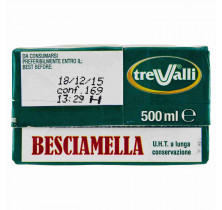 DA CONSUMARSI
PREFERIBILMENTE ENTRO IL:
BEST BEFORE:
18/12/15
conf.169
13:29 H
treValli
500 ml e
BESCIAMELLA
U.H.T. a lunga
conservazione